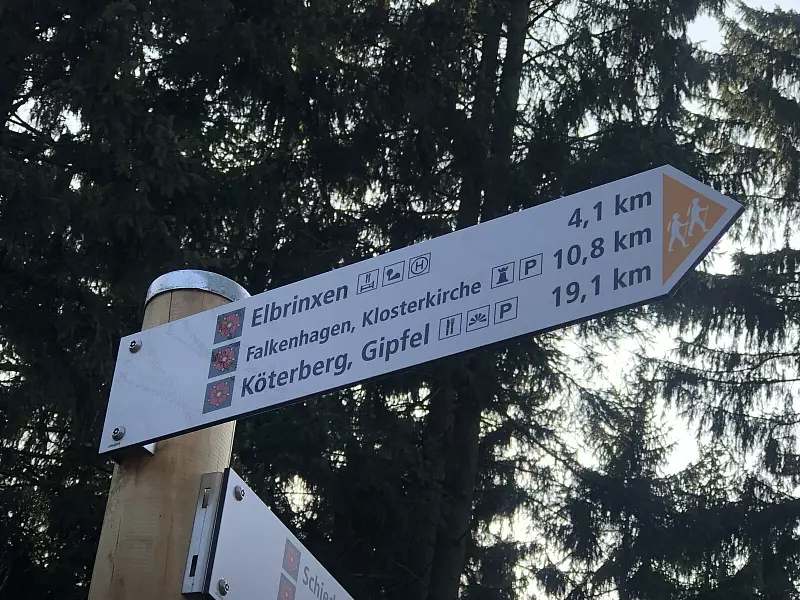 Elbrinxen H 4,1 km
Falkenhagen, Klosterkirche P 10,8 km
Köterberg, Gipfel P 19,1 km